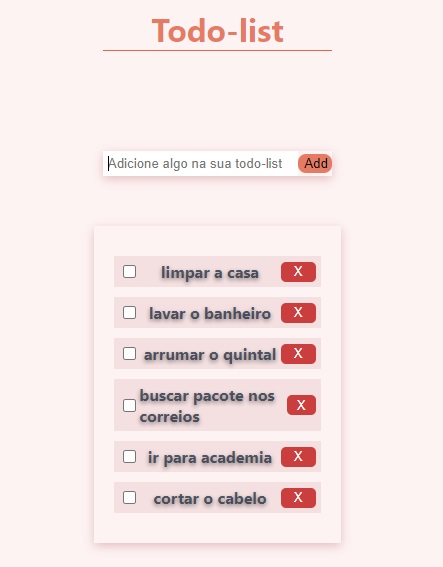 Todo-list
Adicione algo na sua todo-list Add
limpar a casa X
lavar o banheiro X
arrumar o quintal X
buscar pacote nos
correios X
ir para academia X
cortar o cabelo X